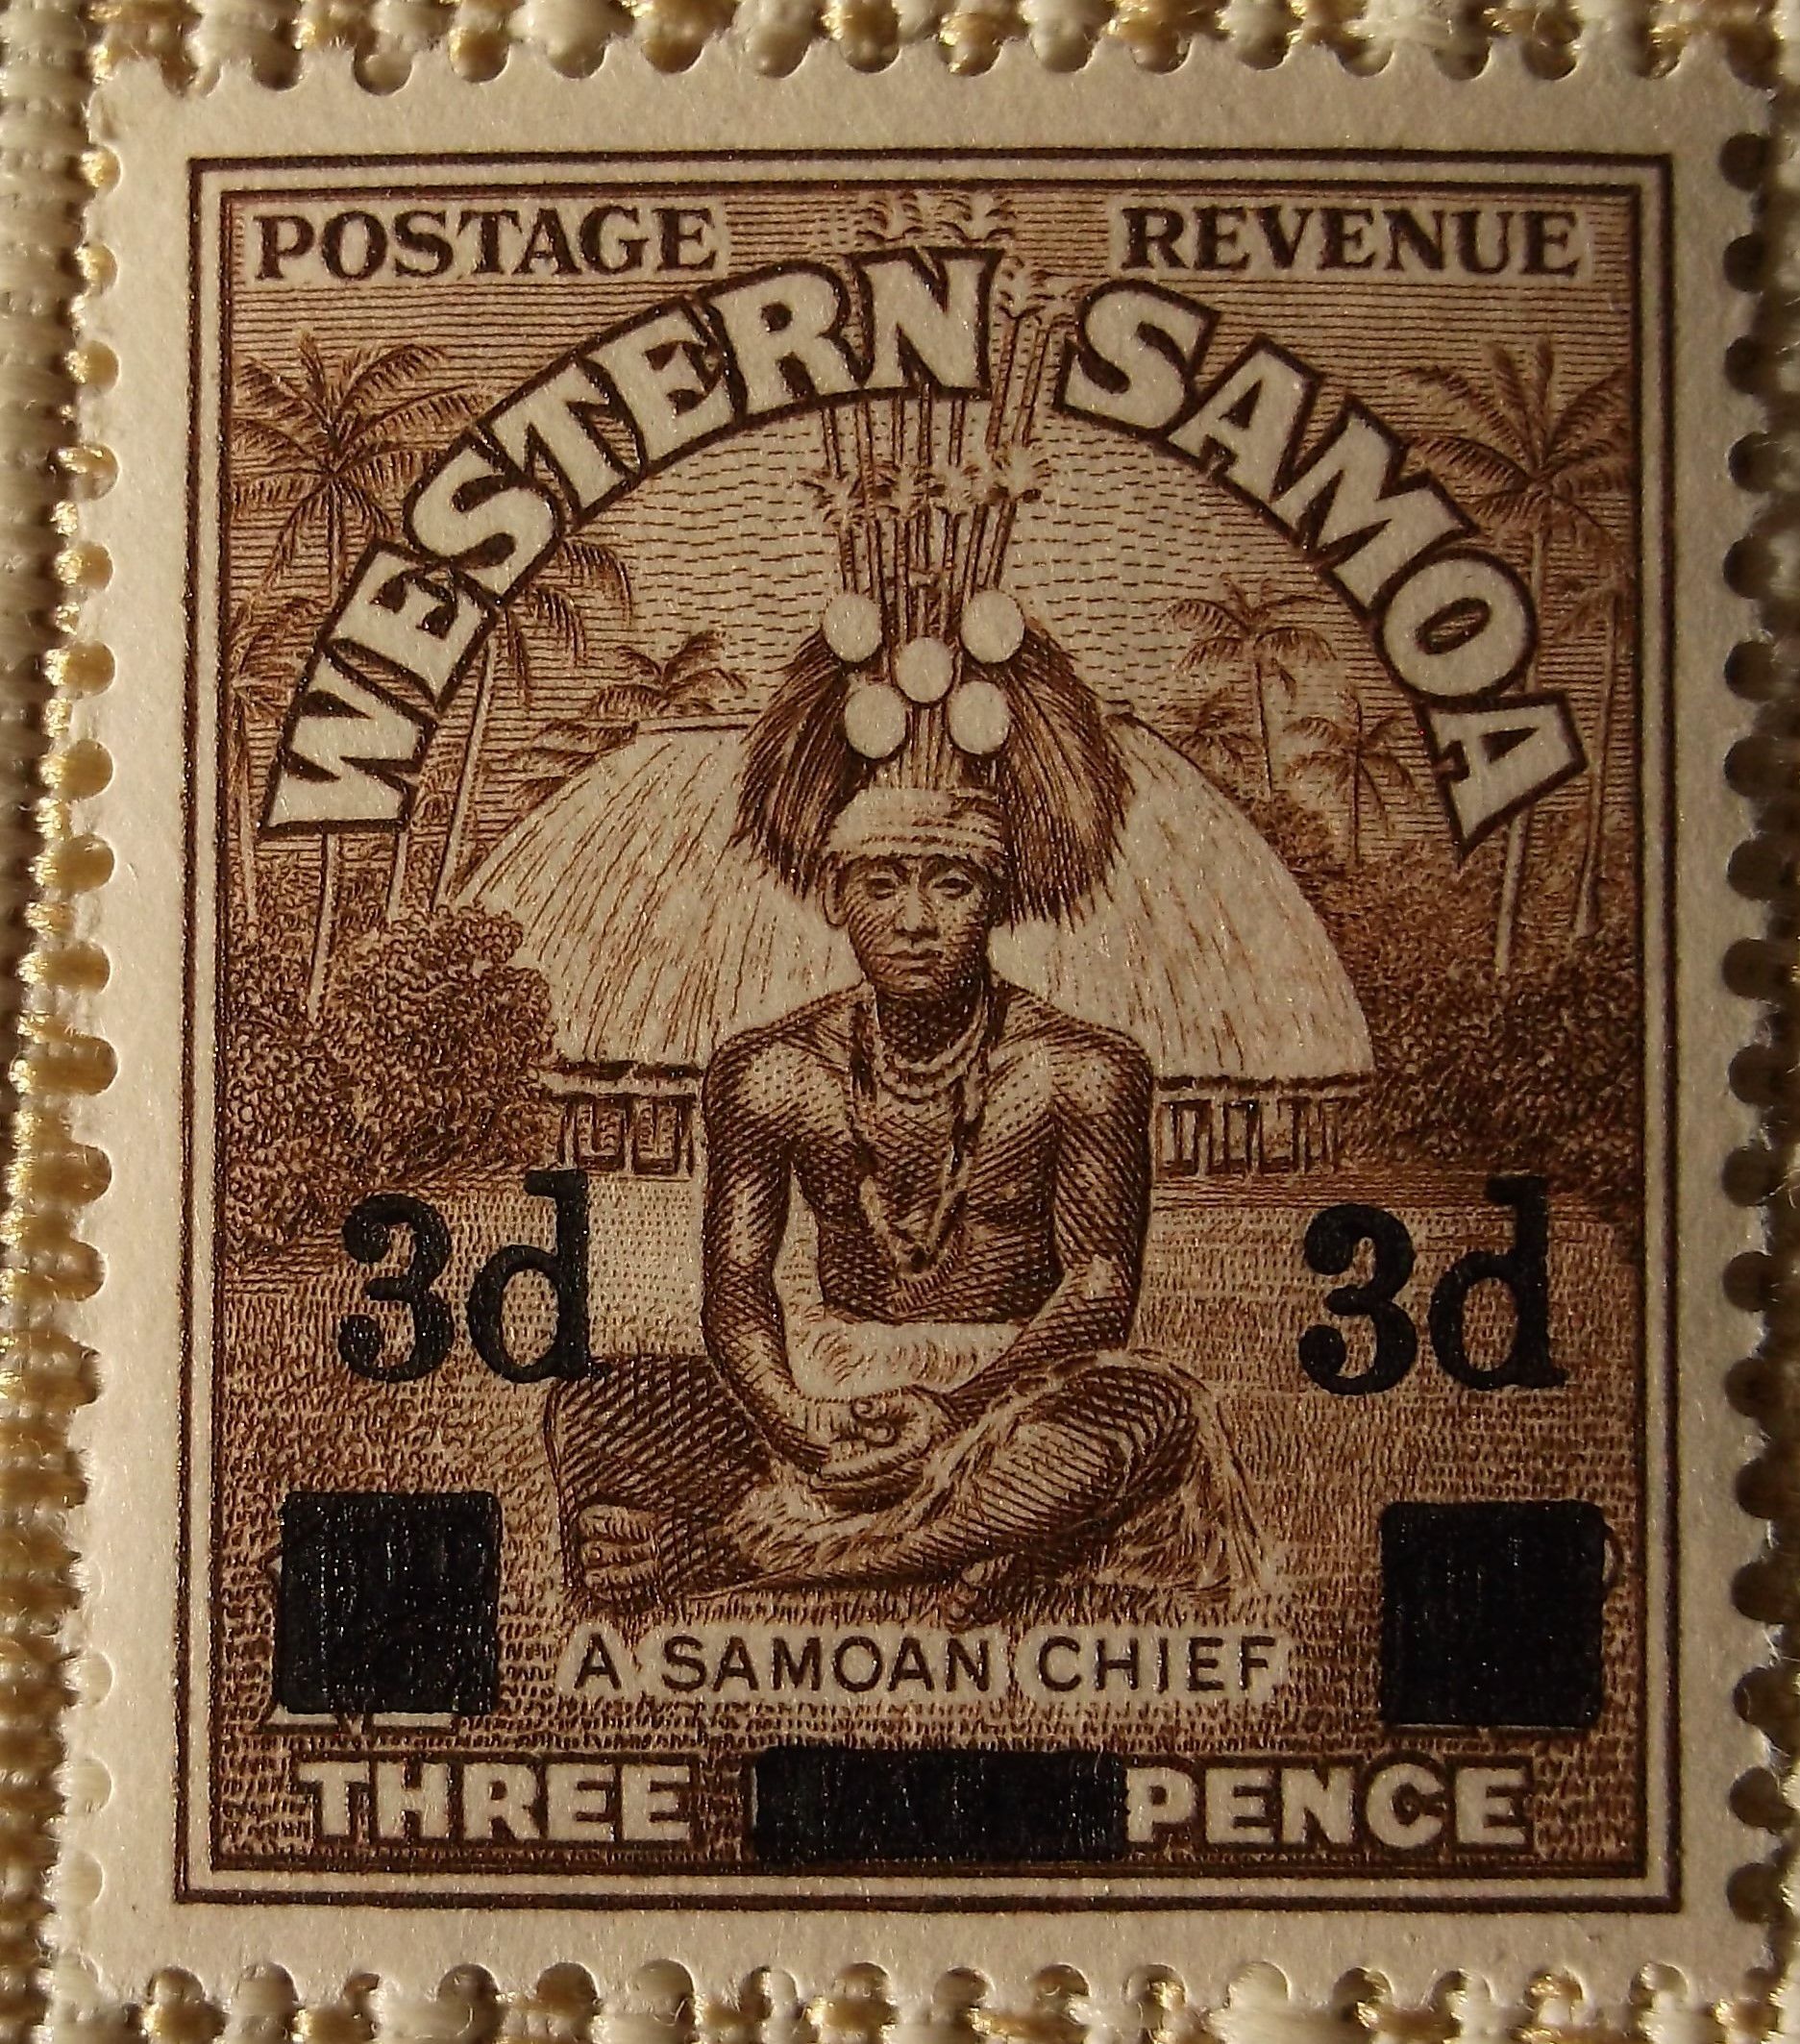 POSTAGE REVENUE
WESTERN SAMOA
3d 3d
A SAMOAN CHIEF
THREE PENCE